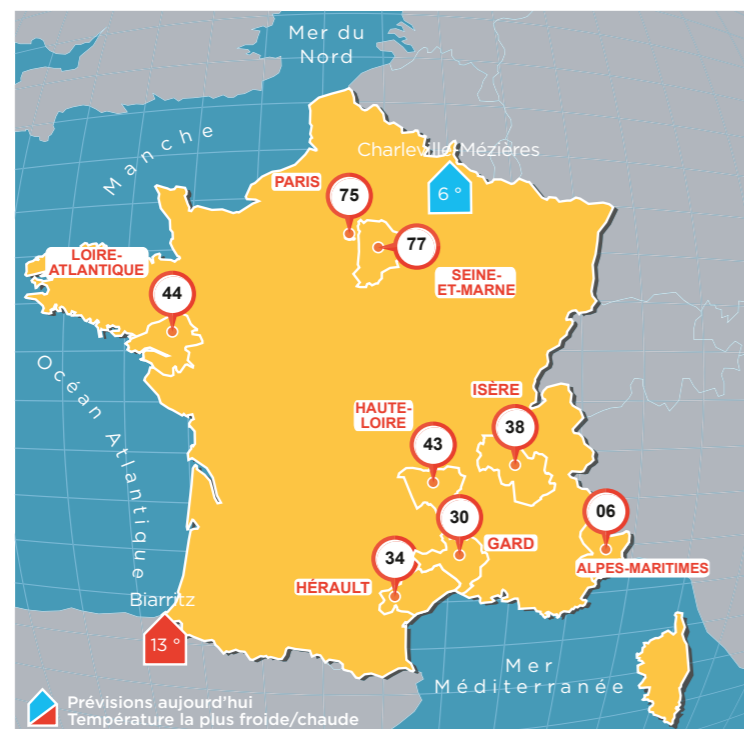 Mer du
Nord
Manche
Charleville-Mézières
6 °
PARIS
75
77
SEINE-
ET-MARNE
LOIRE-
ATLANTIQUE
44
Océan Atlantique
ISÈRE
38
HAUTE-
LOIRE
43
30
GARD
06
ALPES-MARITIMES
34
HÉRAULT
Biarritz
13 °
Mer
Méditerranée
Prévisions aujourd'hui
Température la plus froide/chaude